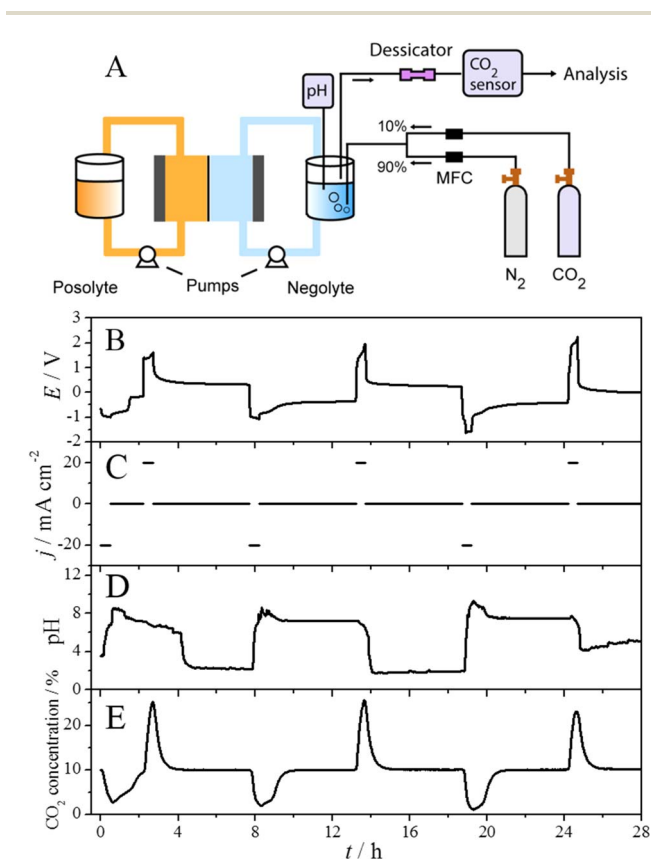 A
Dessicator
CO2 sensor
Analysis
pH
10%
90%
MFC
Posolyte
Pumps
Negolyte
N2
CO2
B
E / V
3
2
1
0
-1
-2
C
j / mA cm-2
20
0
-20
D
pH
12
8
4
0
E
CO2 concentration / %
20
10
0
0 4 8 12 16 20 24 28
t / h